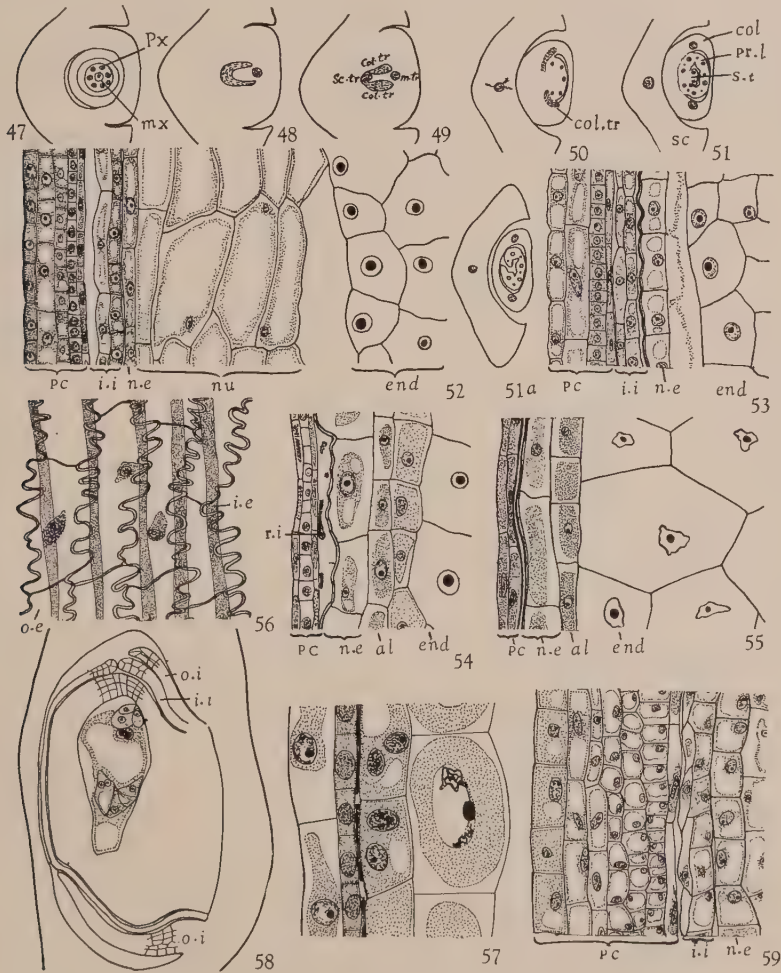 Px
mx
47
48
Col.tr
Sc.tr
m.tr
Col.tr
49
col.tr
50
col
pr.l
s.t
sc
51
pc
i.i
n.e
nu
end
52
51a
pc
i.i
n.e
end
53
i.e
o.e
56
r.i
pc
n.e
al
end
54
pc
n.e
al
end
55
o.i
i.i
o.i
58
57
pc
i.i
n.e
59